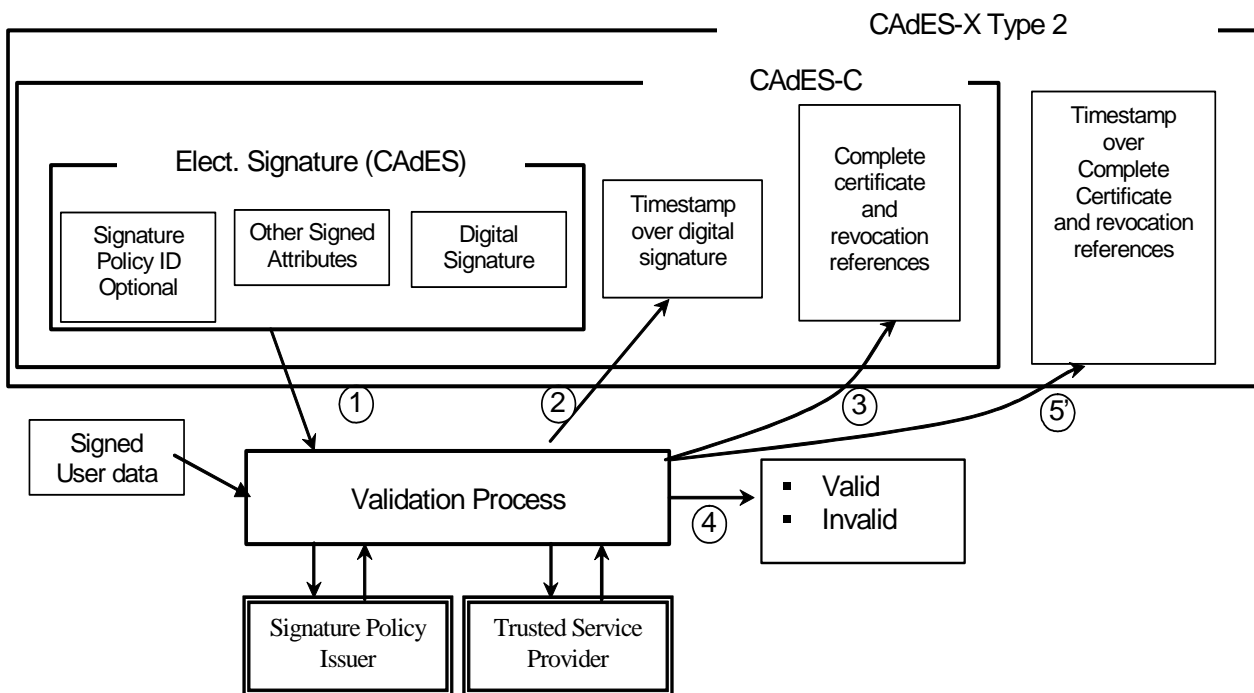 CAdES-X Type 2
CAdES-C
Elect. Signature (CAdES)
Signature
Policy ID
Optional
Other Signed
Attributes
Digital
Signature
Timestamp
over digital
signature
Complete
certificate
and
revocation
references
Timestamp
over
Complete
Certificate
and revocation
references
1
2
3
5’
Signed
User data
Validation Process
4
▪ Valid
▪ Invalid
Signature Policy
Issuer
Trusted Service
Provider